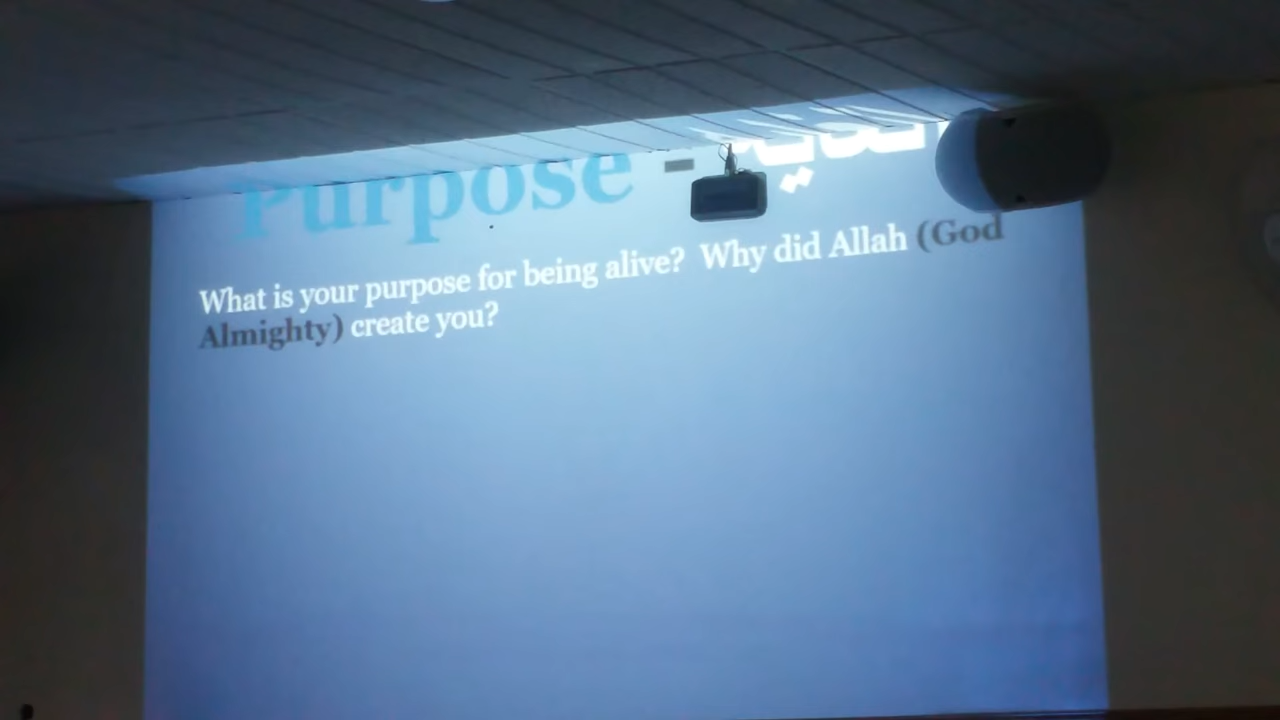 Purpose -
What is your purpose for being alive?  Why did Allah (God
Almighty) create you?